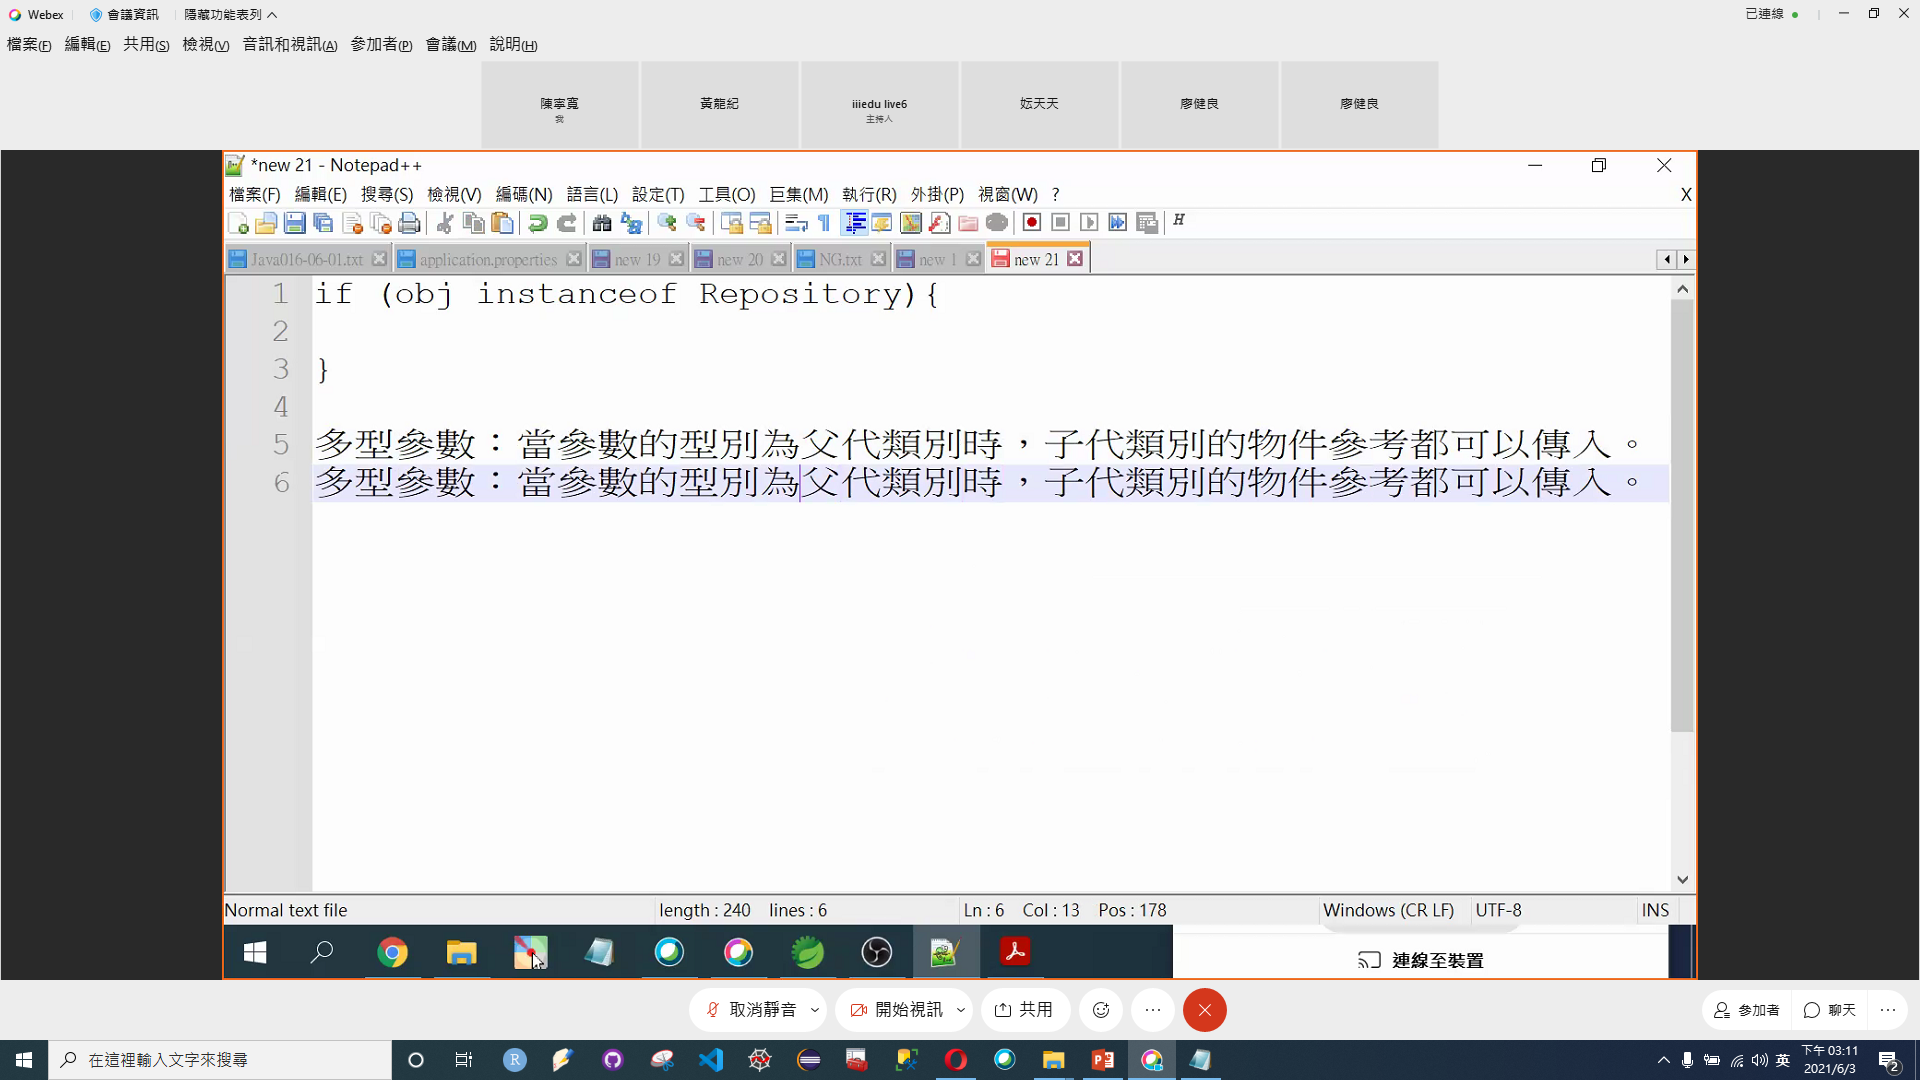 Webex 會議資訊 隱藏功能表列 已連線
檔案(F) 編輯(E) 共用(S) 檢視(V) 音訊和視訊(A) 參加者(P) 會議(M) 說明(H)
陳寧寬 黃龍紀 iiiedu live6 妘天天 廖健良 廖健良
我 主持人
*new 21 - Notepad++
檔案(F) 編輯(E) 搜尋(S) 檢視(V) 編碼(N) 語言(L) 設定(T) 工具(O) 巨集(M) 執行(R) 外掛(P) 視窗(W) ? X
Java016-06-01.txt application.properties new 19 new 20 NG.txt new 1 new 21
1 if (obj instanceof Repository){
2
3 }
4
5 多型參數：當參數的型別為父代類別時，子代類別的物件參考都可以傳入。
6 多型參數：當參數的型別為父代類別時，子代類別的物件參考都可以傳入。
Normal text file length : 240 lines : 6 Ln : 6 Col : 13 Pos : 178 Windows (CR LF) UTF-8 INS
連線至裝置
取消靜音 開始視訊 共用 參加者 聊天
在這裡輸入文字來搜尋 英 下午 03:11
2021/6/3 2